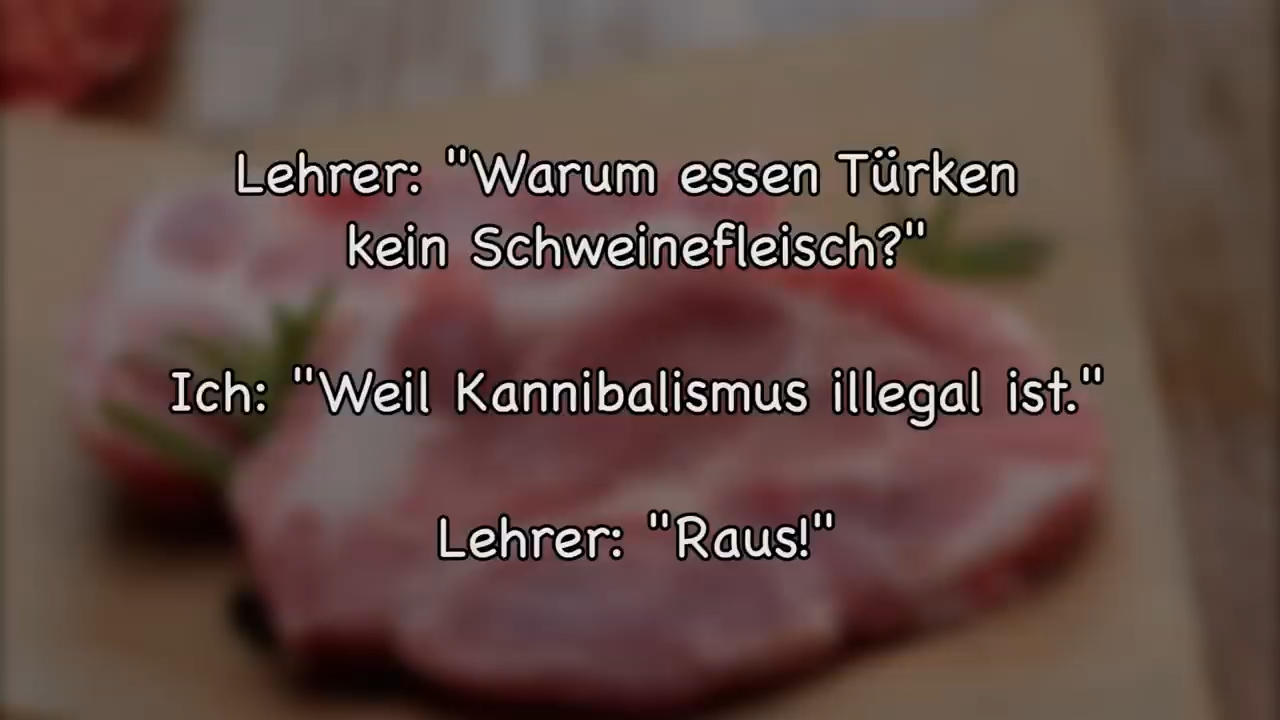 Lehrer: "Warum essen Türken
kein Schweinefleisch?"
Ich: "Weil Kannibalismus illegal ist."
Lehrer: "Raus!"